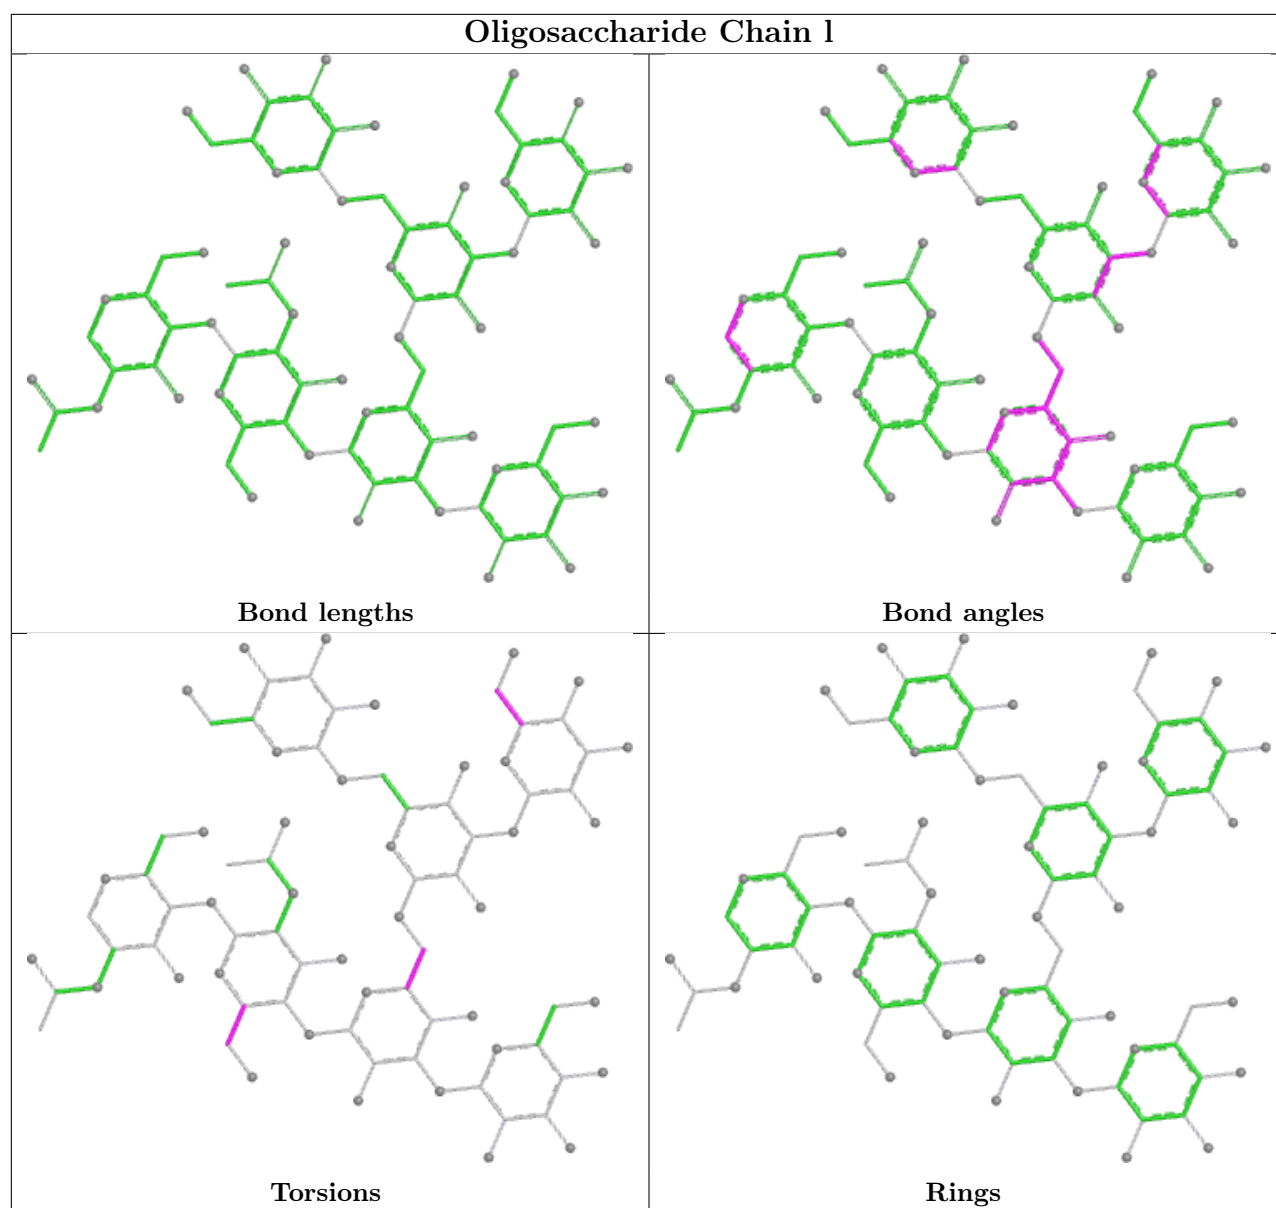 Oligosaccharide Chain l
Bond lengths
Bond angles
Torsions
Rings